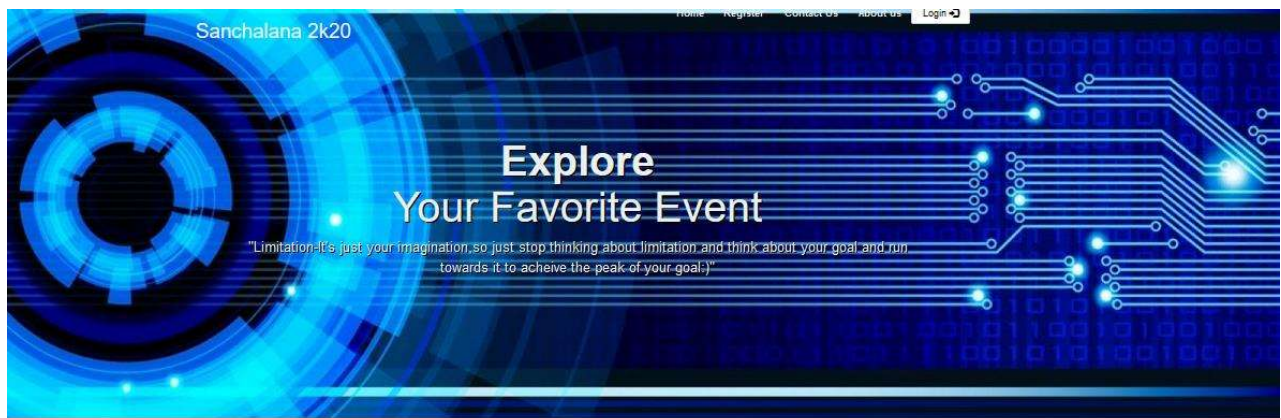 Home Register Contact Us About us Login
Sanchalana 2k20
Explore
Your Favorite Event
"Limitation-It's just your imagination,so just stop thinking about limitation and think about your goal and run
towards it to acheive the peak of your goal:)"